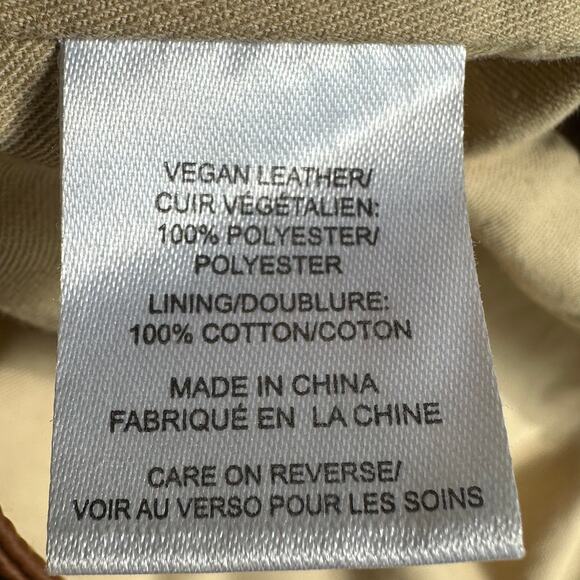 VEGAN LEATHER/
CUIR VÉGÉTALIEN:
100% POLYESTER/
POLYESTER
LINING/DOUBLURE:
100% COTTON/COTON
MADE IN CHINA
FABRIQUÉ EN LA CHINE
CARE ON REVERSE/
VOIR AU VERSO POUR LES SOINS